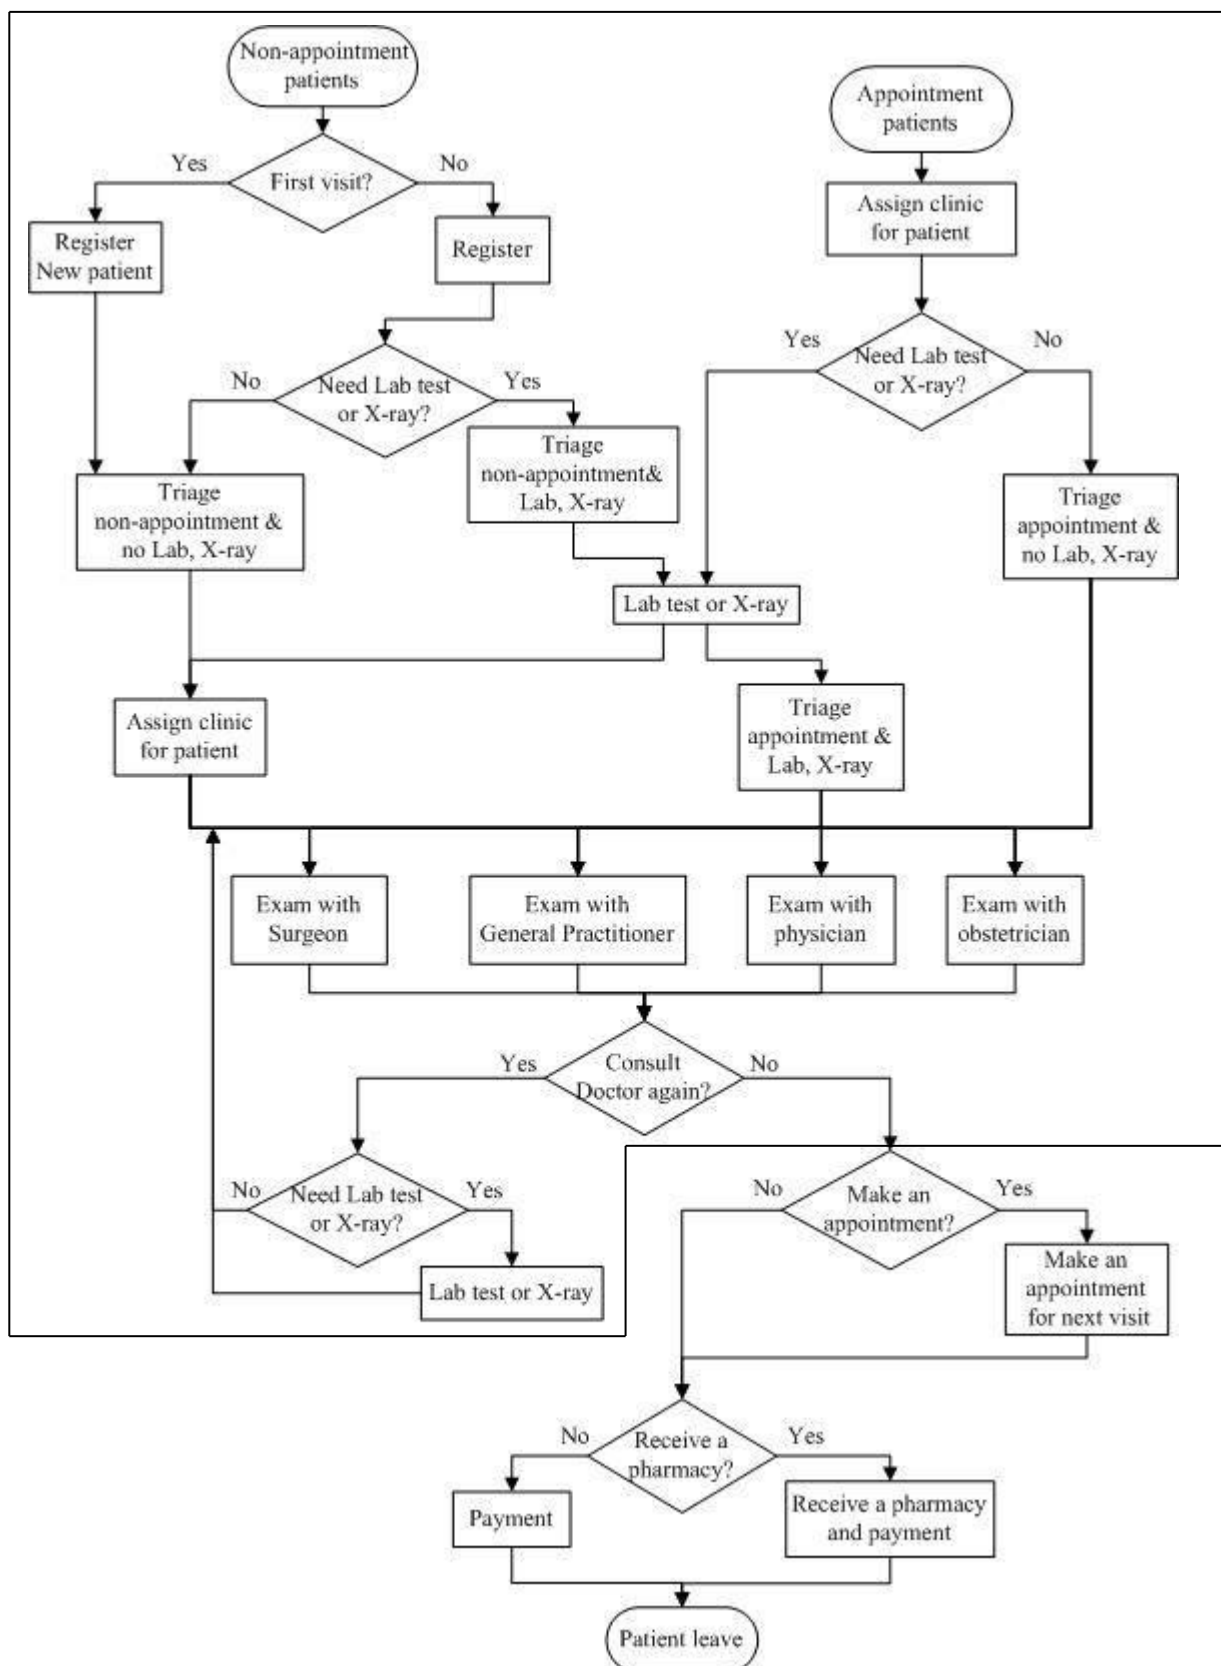 Non-appointment
patients
Appointment
patients
Yes
No
First visit?
Assign clinic
for patient
Register
New patient
Register
Yes
No
Need Lab test
or X-ray?
No
Yes
Need Lab test
or X-ray?
Triage
non-appointment&
Lab, X-ray
Triage
non-appointment &
no Lab, X-ray
Triage
appointment &
no Lab, X-ray
Lab test or X-ray
Assign clinic
for patient
Triage
appointment &
Lab, X-ray
Exam with
Surgeon
Exam with
General Practitioner
Exam with
physician
Exam with
obstetrician
Yes
No
Consult
Doctor again?
No
Yes
Need Lab test
or X-ray?
No
Yes
Make an
appointment?
Lab test or X-ray
Make an
appointment
for next visit
No
Yes
Receive a
pharmacy?
Payment
Receive a pharmacy
and payment
Patient leave